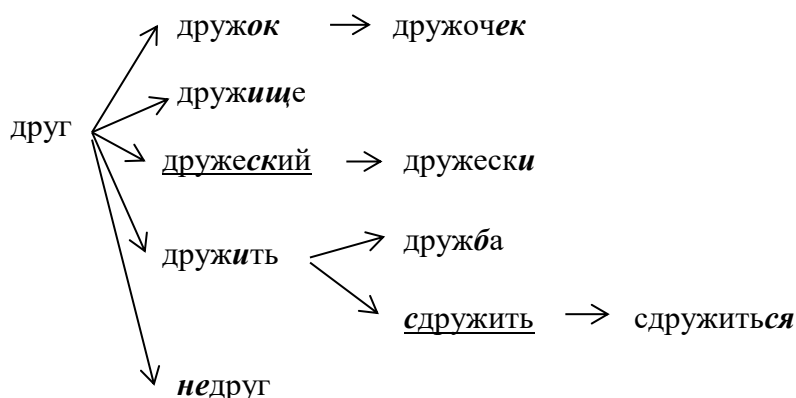 дружок → дружочек
дружище
друг
дружеский → дружески
дружба
дружить
сдружить → сдружиться
недруг